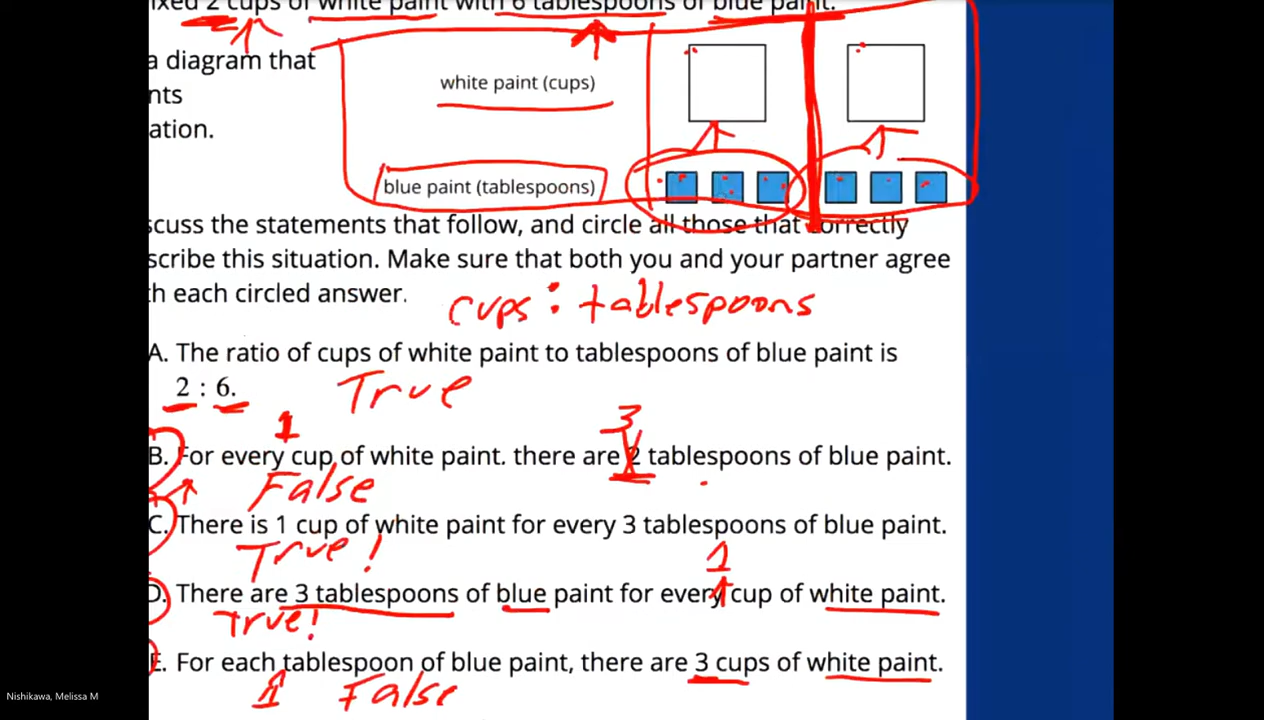 ixed 2 cups of white paint with 6 tablespoons of blue paint.
a diagram that
nts
ation.
white paint (cups)
blue paint (tablespoons)
scuss the statements that follow, and circle all those that correctly
scribe this situation. Make sure that both you and your partner agree
th each circled answer.
cups : tablespoons
A. The ratio of cups of white paint to tablespoons of blue paint is
2 : 6.
True
1
3
B. For every cup of white paint. there are 2 tablespoons of blue paint.
False
C. There is 1 cup of white paint for every 3 tablespoons of blue paint.
True!
1
D. There are 3 tablespoons of blue paint for every cup of white paint.
True!
E. For each tablespoon of blue paint, there are 3 cups of white paint.
1 False
Nishikawa, Melissa M